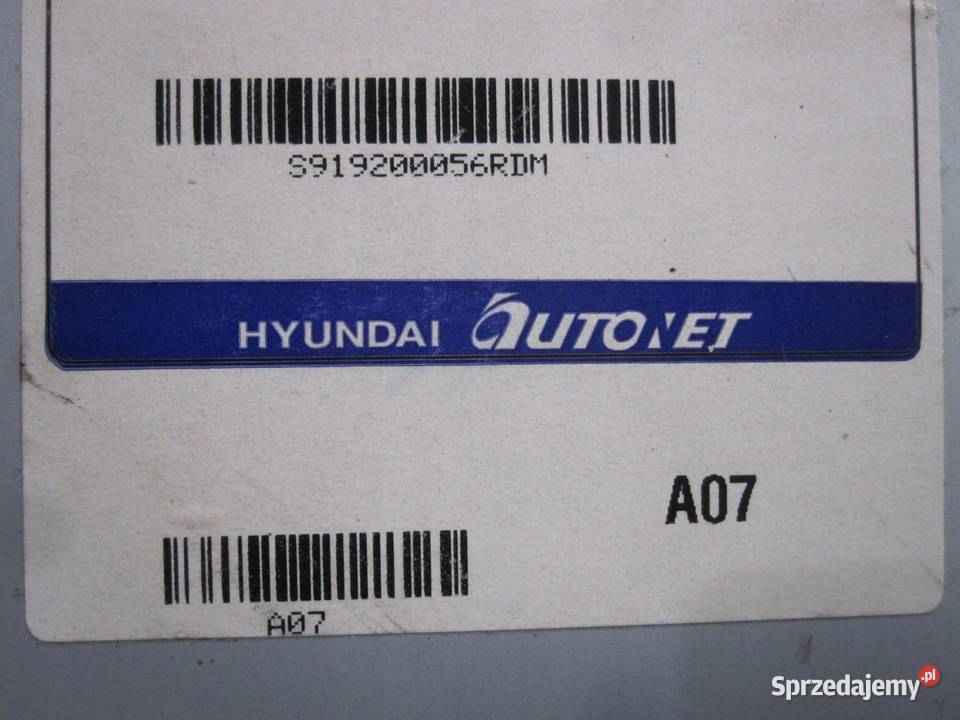 S919200056RDM
HYUNDAI AUTONET
A07
A07
Sprzedajemy.pl